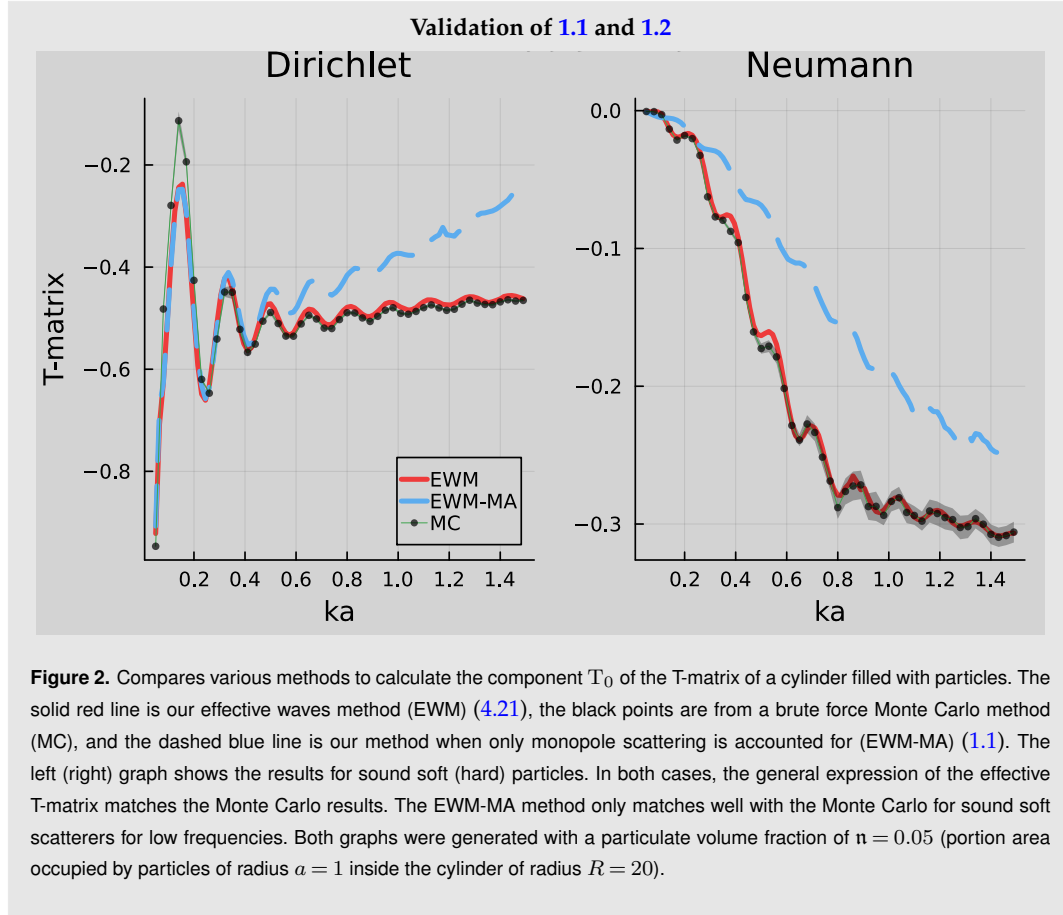 Validation of 1.1 and 1.2
Dirichlet
Neumann
T-matrix
−0.2
−0.4
−0.6
−0.8
EWM
EWM-MA
MC
0.2 0.4 0.6 0.8 1.0 1.2 1.4
ka
0.0
−0.1
−0.2
−0.3
0.2 0.4 0.6 0.8 1.0 1.2 1.4
ka
Figure 2. Compares various methods to calculate the component T₀ of the T-matrix of a cylinder filled with particles. The
solid red line is our effective waves method (EWM) (4.21), the black points are from a brute force Monte Carlo method
(MC), and the dashed blue line is our method when only monopole scattering is accounted for (EWM-MA) (1.1). The
left (right) graph shows the results for sound soft (hard) particles. In both cases, the general expression of the effective
T-matrix matches the Monte Carlo results. The EWM-MA method only matches well with the Monte Carlo for sound soft
scatterers for low frequencies. Both graphs were generated with a particulate volume fraction of 𝔫 = 0.05 (portion area
occupied by particles of radius a = 1 inside the cylinder of radius R = 20).